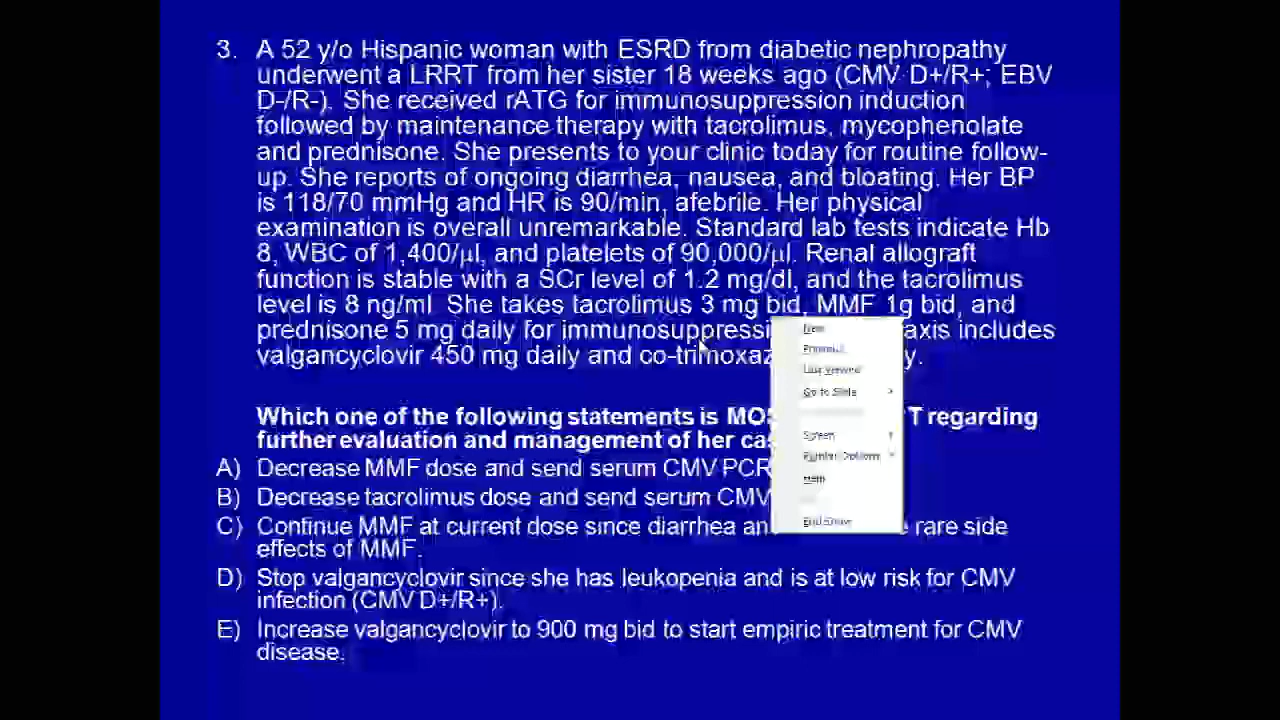 3. A 52 y/o Hispanic woman with ESRD from diabetic nephropathy
underwent a LRRT from her sister 18 weeks ago (CMV D+/R+; EBV
D-/R-). She received rATG for immunosuppression induction
followed by maintenance therapy with tacrolimus, mycophenolate
and prednisone. She presents to your clinic today for routine follow-
up. She reports of ongoing diarrhea, nausea, and bloating. Her BP
is 118/70 mmHg and HR is 90/min, afebrile. Her physical
examination is overall unremarkable. Standard lab tests indicate Hb
8, WBC of 1,400/µl, and platelets of 90,000/µl. Renal allograft
function is stable with a SCr level of 1.2 mg/dl, and the tacrolimus
level is 8 ng/ml. She takes tacrolimus 3 mg bid, MMF 1g bid, and
prednisone 5 mg daily for immunosuppressi axis includes
valgancyclovir 450 mg daily and co-trimoxaz y.
Which one of the following statements is MOS T regarding
further evaluation and management of her cas
A) Decrease MMF dose and send serum CMV PCR
B) Decrease tacrolimus dose and send serum CMV
C) Continue MMF at current dose since diarrhea an e rare side
effects of MMF.
D) Stop valgancyclovir since she has leukopenia and is at low risk for CMV
infection (CMV D+/R+).
E) Increase valgancyclovir to 900 mg bid to start empiric treatment for CMV
disease.
Next
Previous
Last Viewed
Go to Slide
Screen
Pointer Options
Help
End Show